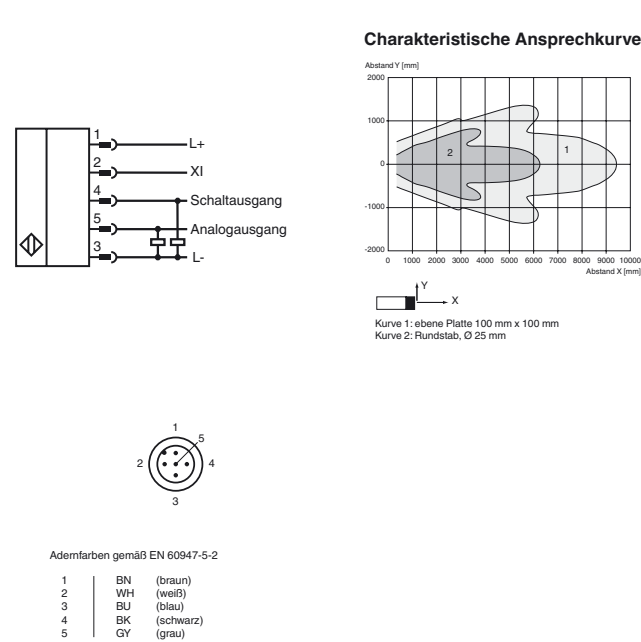 Charakteristische Ansprechkurve
Abstand Y [mm]
2000
1000
0
-1000
-2000
0 1000 2000 3000 4000 5000 6000 7000 8000 9000 10000
Abstand X [mm]
2
1
Y
X
Kurve 1: ebene Platte 100 mm x 100 mm
Kurve 2: Rundstab, Ø 25 mm
1
L+
2
XI
4
Schaltausgang
5
Analogausgang
3
L-
1
5
2
4
3
Adernfarben gemäß EN 60947-5-2
1 BN (braun)
2 WH (weiß)
3 BU (blau)
4 BK (schwarz)
5 GY (grau)